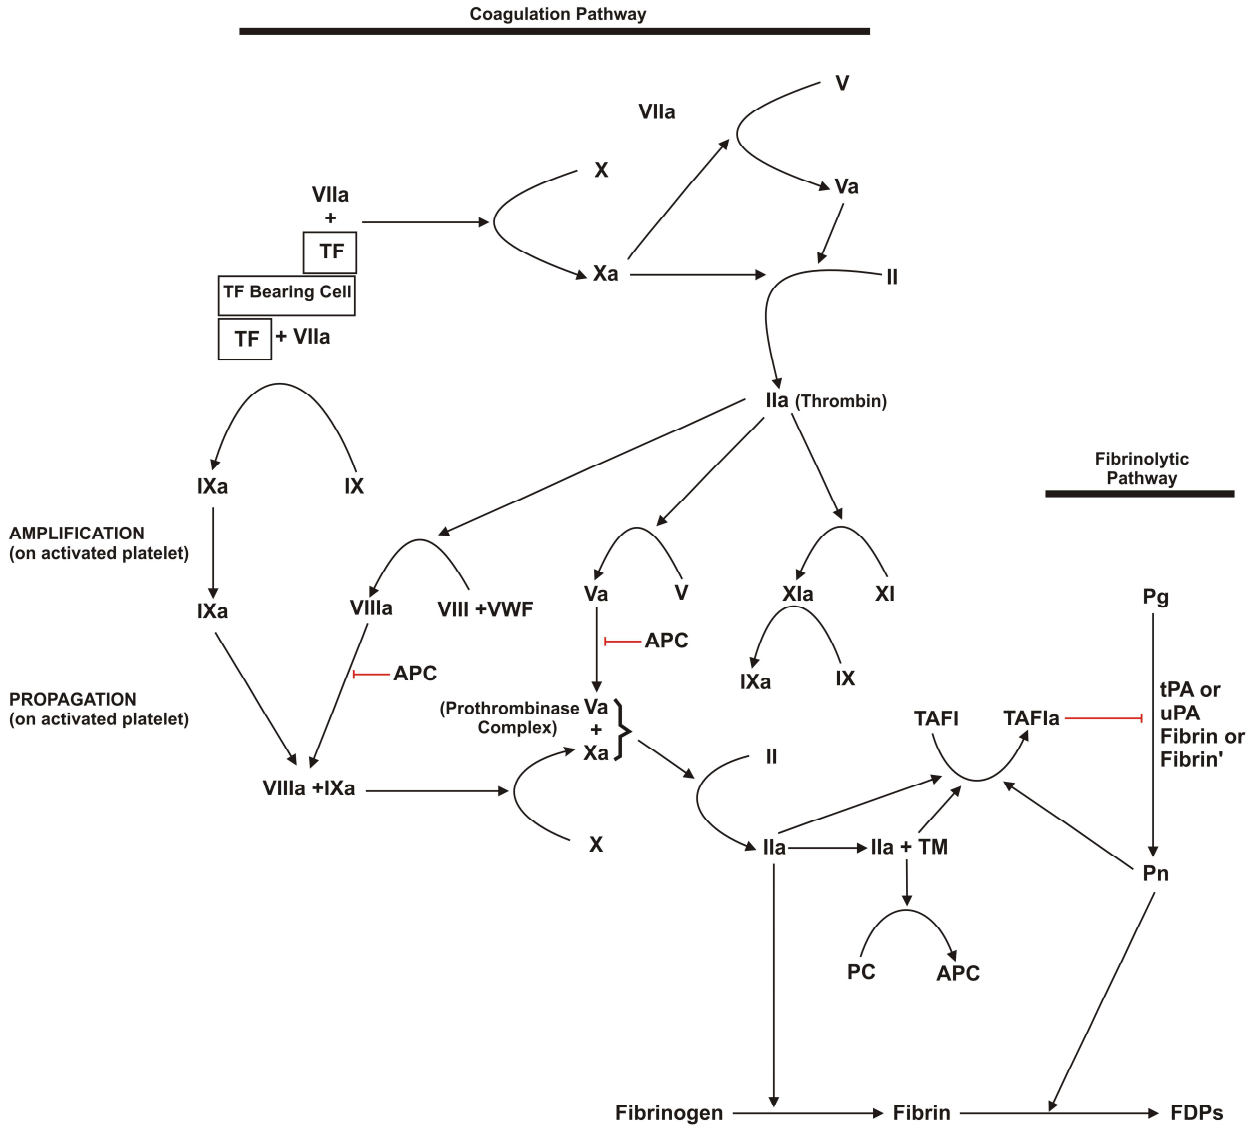 Coagulation Pathway
V
VIIa
X
VIIa
+
TF
Va
Xa
II
TF Bearing Cell
TF + VIIa
IIa (Thrombin)
IXa
IX
Fibrinolytic
Pathway
AMPLIFICATION
(on activated platelet)
IXa
VIIIa
VIII +VWF
Va
V
XIa
XI
Pg
APC
APC
IXa
IX
PROPAGATION
(on activated platelet)
(Prothrombinase
Complex)
Va
+
Xa
TAFI
TAFIa
tPA or
uPA
Fibrin or
Fibrin'
II
VIIIa +IXa
X
IIa
IIa + TM
Pn
PC
APC
Fibrinogen
Fibrin
FDPs